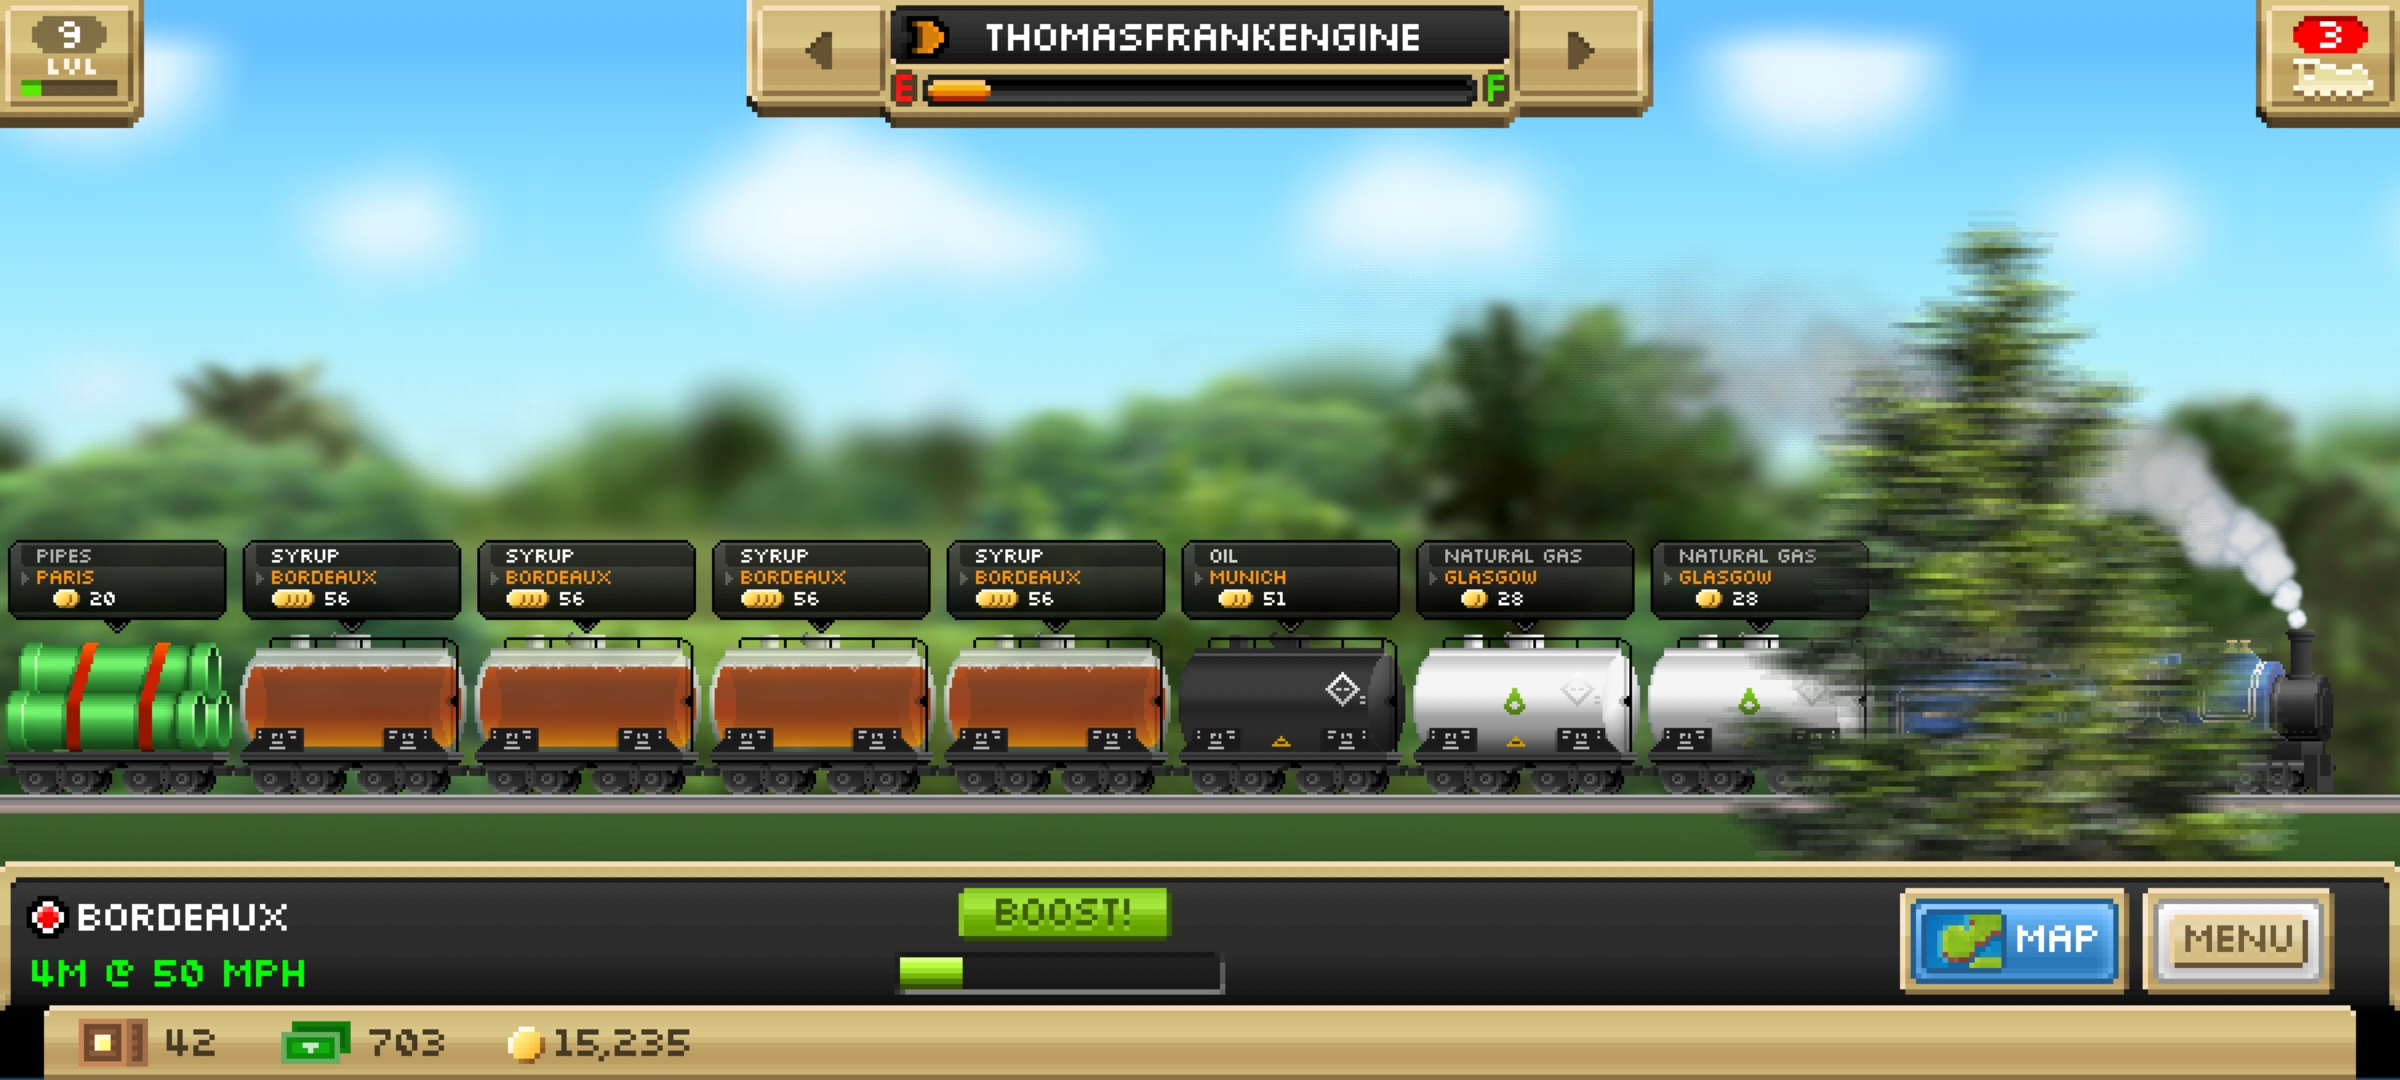 9
LVL
THOMASFRANKENGINE
E F
3
PIPES
PARIS
20
SYRUP
BORDEAUX
56
SYRUP
BORDEAUX
56
SYRUP
BORDEAUX
56
SYRUP
BORDEAUX
56
OIL
MUNICH
51
NATURAL GAS
GLASGOW
28
NATURAL GAS
GLASGOW
28
BORDEAUX
4M @ 50 MPH
BOOST!
MAP
MENU
42
703
15,235